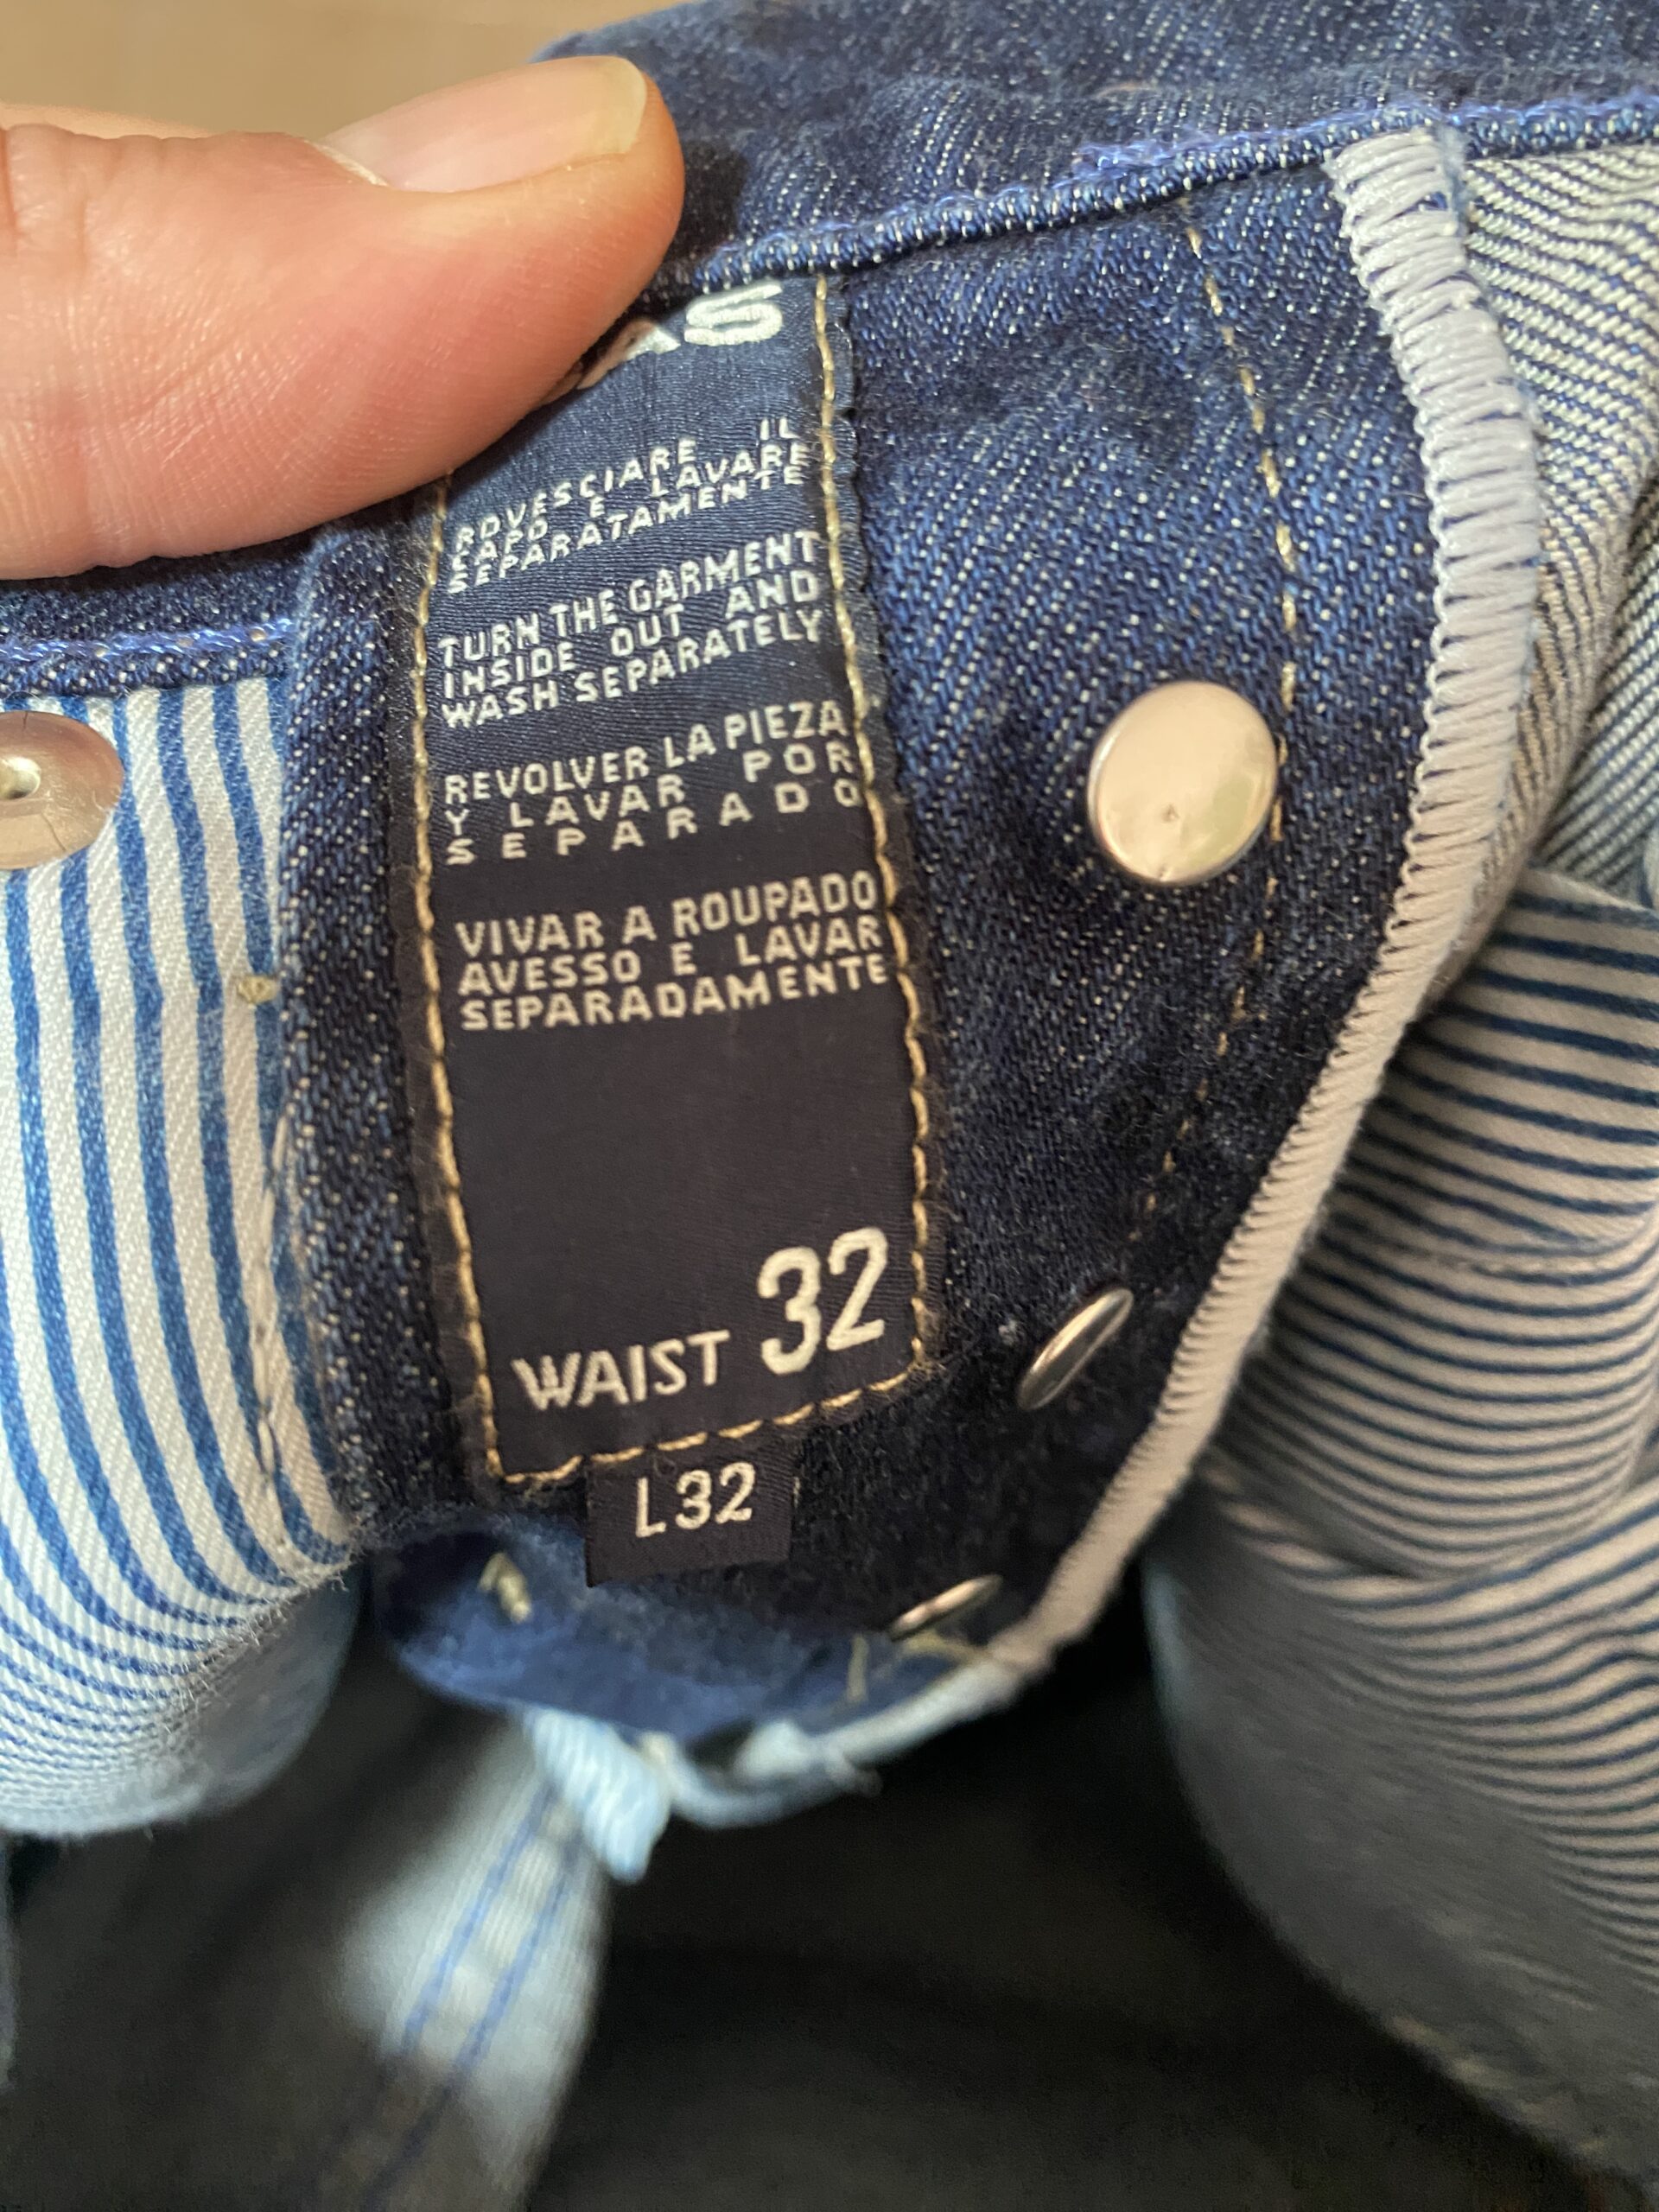 ROVESCIARE IL
CAPO E LAVARE
SEPARATAMENTE
TURN THE GARMENT
INSIDE OUT AND
WASH SEPARATELY
REVOLVER LA PIEZA
Y LAVAR POR
SEPARADO
VIVAR A ROUPADO
AVESSO E LAVAR
SEPARADAMENTE
WAIST 32
L32